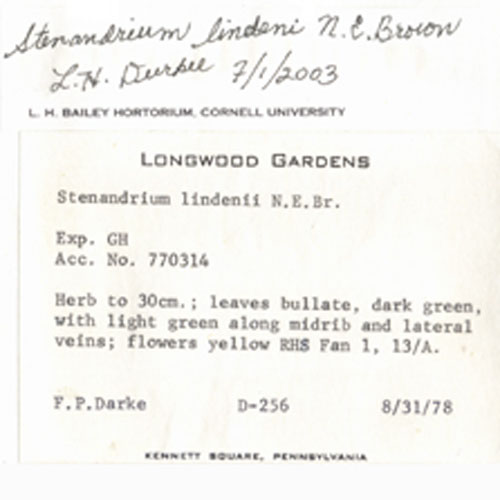 Stenandrium lindeni N.E.Brown
L.H. Durkee 7/1/2003
L. H. BAILEY HORTORIUM, CORNELL UNIVERSITY
LONGWOOD GARDENS
Stenandrium lindenii N.E.Br.
Exp. GH
Acc. No. 770314
Herb to 30cm.; leaves bullate, dark green,
with light green along midrib and lateral
veins; flowers yellow RHS Fan 1, 13/A.
F.P.Darke D-256 8/31/78
KENNETT SQUARE, PENNSYLVANIA